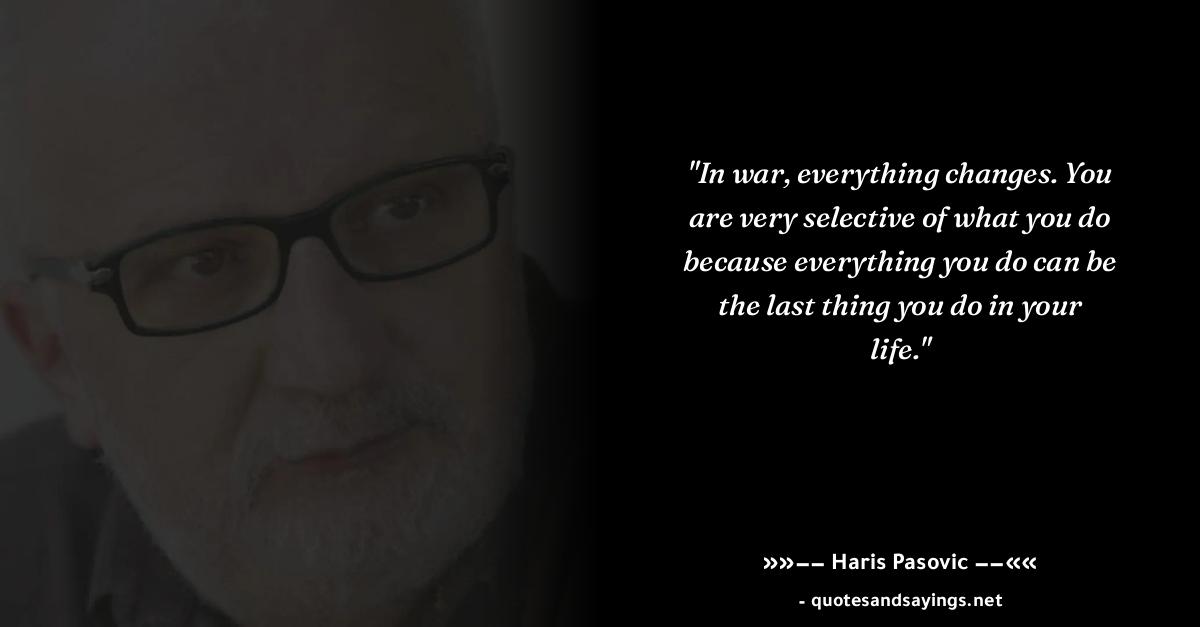 "In war, everything changes. You
are very selective of what you do
because everything you do can be
the last thing you do in your
life."
»»−− Haris Pasovic −−««
- quotesandsayings.net